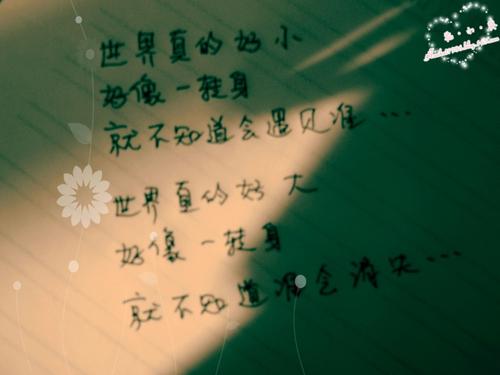 世界真的好小
好像一转身
就不知道会遇见谁…
世界真的好大
好像一转身
就不知道谁会消失…